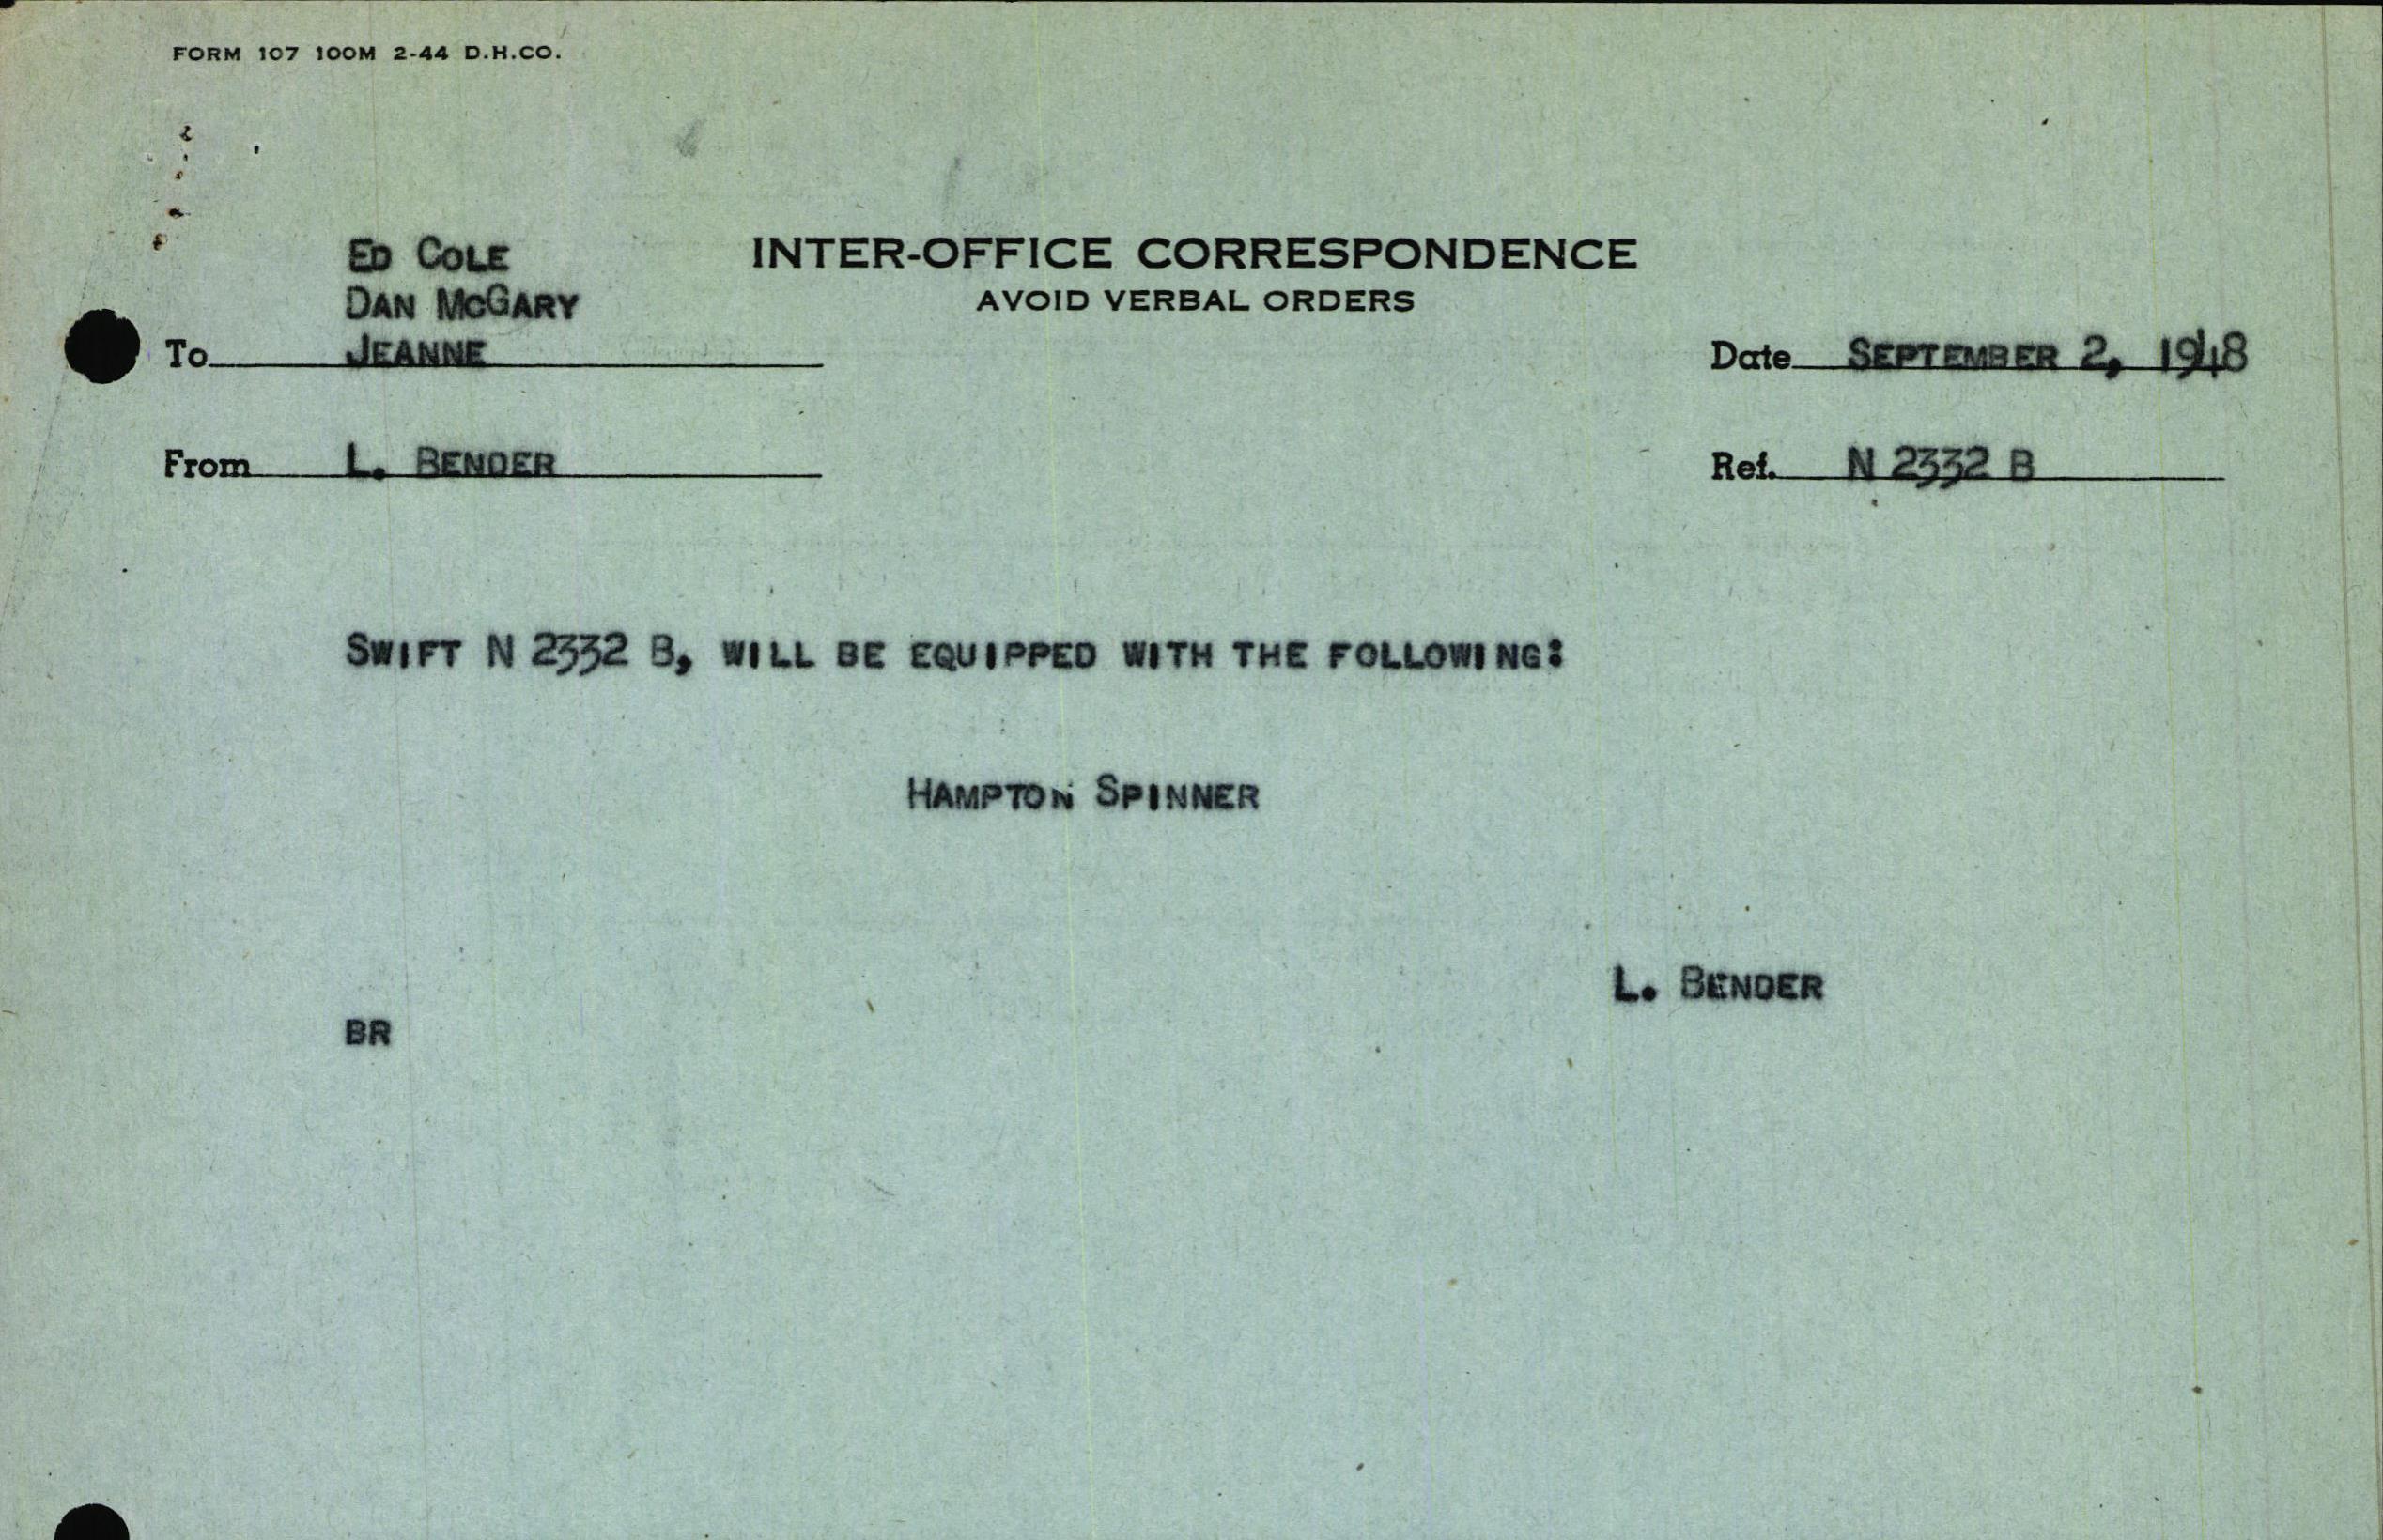 FORM 107 100M 2-44 D.H.CO.
ED COLE
INTER-OFFICE CORRESPONDENCE
DAN MCGARY
AVOID VERBAL ORDERS
To JEANNE
Date SEPTEMBER 2, 1948
From L. BENDER
Ref. N 2332 B
SWIFT N 2332 B, WILL BE EQUIPPED WITH THE FOLLOWING:
HAMPTON SPINNER
L. BENDER
BR